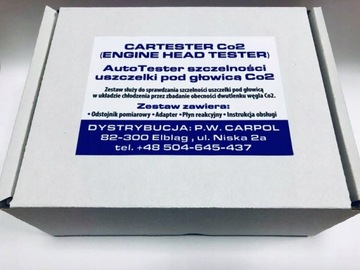 CARTESTER Co2
(ENGINE HEAD TESTER)
AutoTester szczelności
uszczelki pod głowicą Co2
Zestaw służy do sprawdzania szczelności uszczelki pod głowicą
w układzie chłodzenia przez zbadanie obecności dwutlenku węgla Co2.
Zestaw zawiera:
• Odstojnik pomiarowy • Adapter • Płyn reakcyjny • Instrukcja obsługi
DYSTRYBUCJA: P.W. CARPOL
82-300 Elbląg , ul. Niska 2a
tel. +48 504-645-437